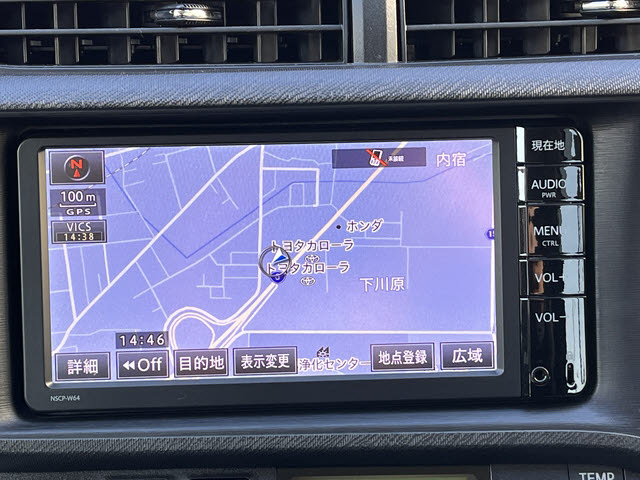 N
100m
GPS
VICS
14:38
未接続
内宿
ホンダ
トヨタカローラ
トヨタカローラ
下川原
14:46
浄化センター
詳細
Off
目的地
表示変更
地点登録
広域
NSCP-W64
現在地
AUDIO
PWR
MENU
CTRL
VOL+
VOL-
TEMP